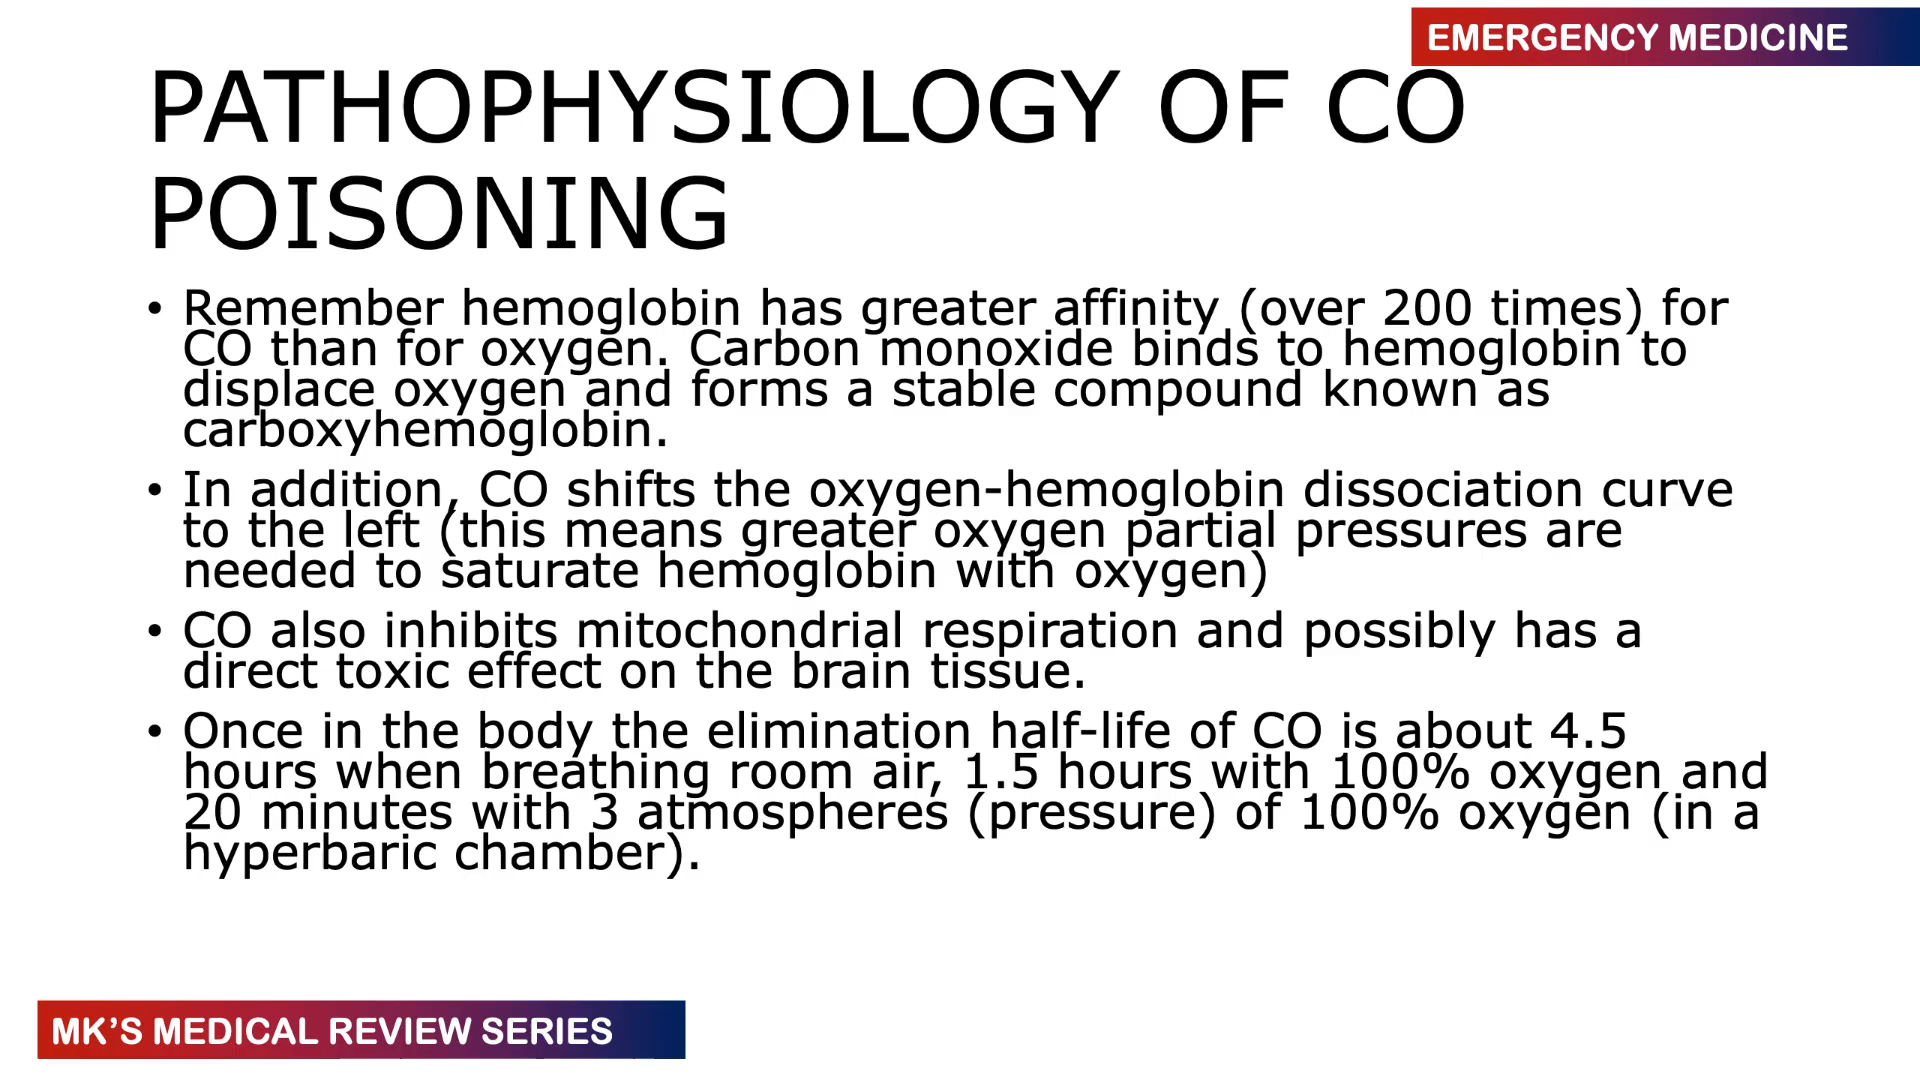 EMERGENCY MEDICINE
PATHOPHYSIOLOGY OF CO
POISONING
• Remember hemoglobin has greater affinity (over 200 times) for
CO than for oxygen. Carbon monoxide binds to hemoglobin to
displace oxygen and forms a stable compound known as
carboxyhemoglobin.
• In addition, CO shifts the oxygen-hemoglobin dissociation curve
to the left (this means greater oxygen partial pressures are
needed to saturate hemoglobin with oxygen)
• CO also inhibits mitochondrial respiration and possibly has a
direct toxic effect on the brain tissue.
• Once in the body the elimination half-life of CO is about 4.5
hours when breathing room air, 1.5 hours with 100% oxygen and
20 minutes with 3 atmospheres (pressure) of 100% oxygen (in a
hyperbaric chamber).
MK’S MEDICAL REVIEW SERIES